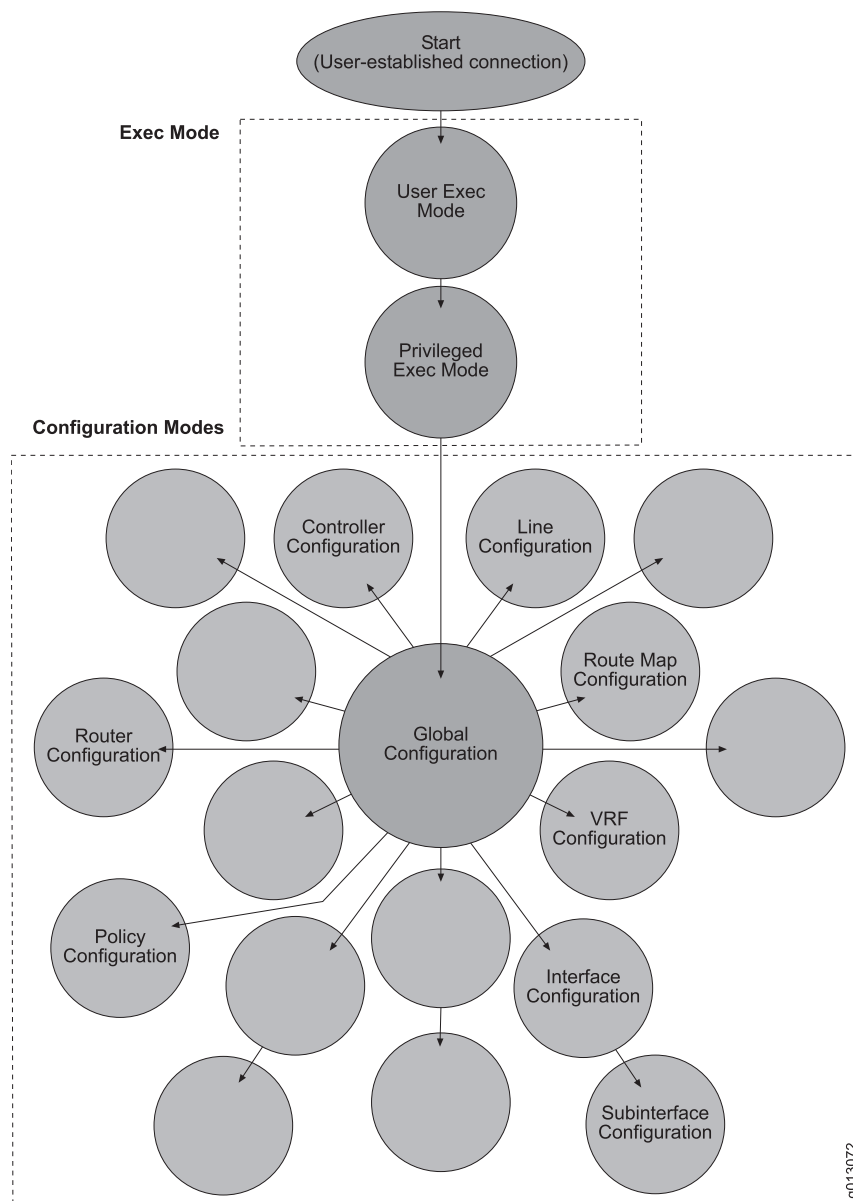 Start
(User-established connection)
Exec Mode
User Exec
Mode
Privileged
Exec Mode
Configuration Modes
Controller
Configuration
Line
Configuration
Route Map
Configuration
Router
Configuration
Global
Configuration
VRF
Configuration
Policy
Configuration
Interface
Configuration
Subinterface
Configuration
g013072